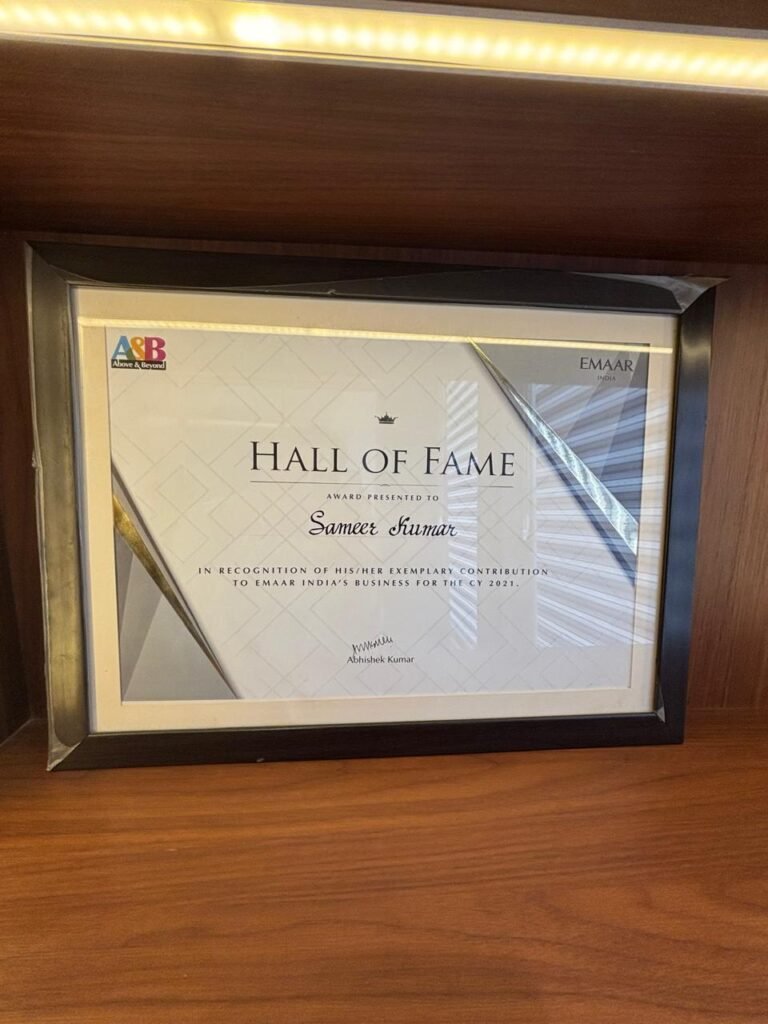 A&B
Above & Beyond
EMAAR
INDIA
HALL OF FAME
AWARD PRESENTED TO
Sameer Kumar
IN RECOGNITION OF HIS/HER EXEMPLARY CONTRIBUTION
TO EMAAR INDIA'S BUSINESS FOR THE CY 2021.
Abhishek Kumar